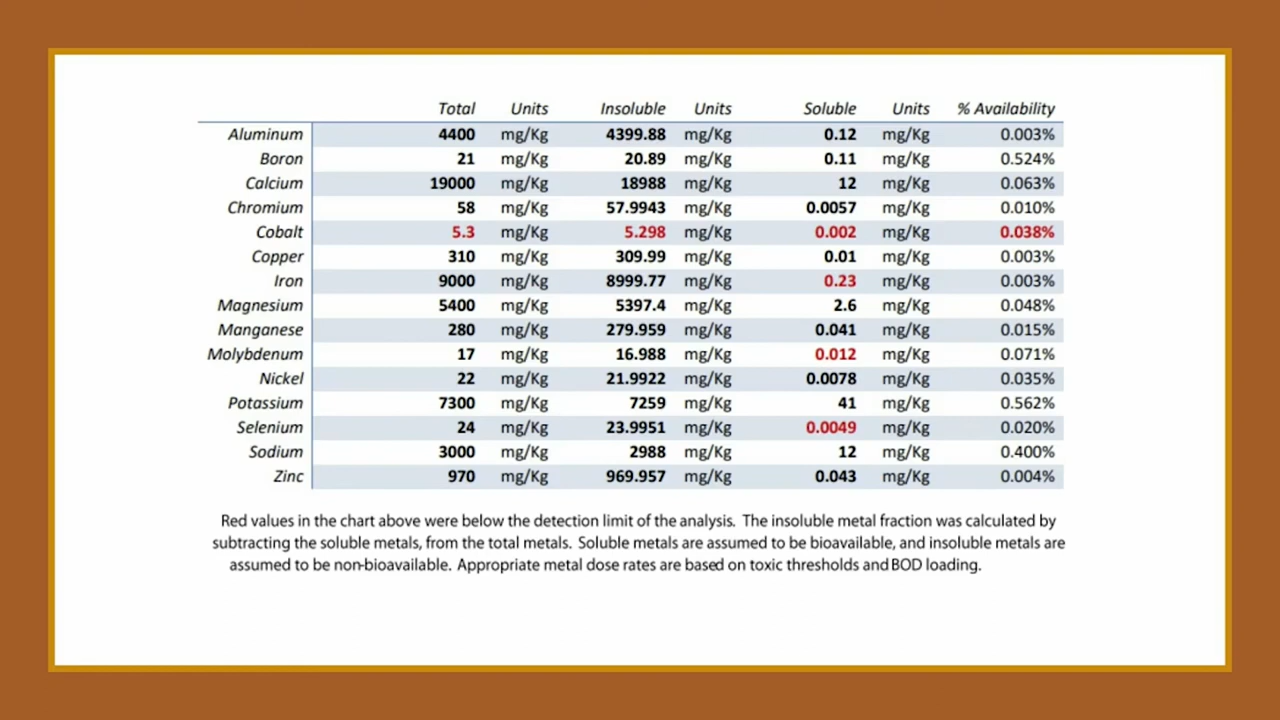 Total Units Insoluble Units Soluble Units % Availability
Aluminum 4400 mg/Kg 4399.88 mg/Kg 0.12 mg/Kg 0.003%
Boron 21 mg/Kg 20.89 mg/Kg 0.11 mg/Kg 0.524%
Calcium 19000 mg/Kg 18988 mg/Kg 12 mg/Kg 0.063%
Chromium 58 mg/Kg 57.9943 mg/Kg 0.0057 mg/Kg 0.010%
Cobalt 5.3 mg/Kg 5.298 mg/Kg 0.002 mg/Kg 0.038%
Copper 310 mg/Kg 309.99 mg/Kg 0.01 mg/Kg 0.003%
Iron 9000 mg/Kg 8999.77 mg/Kg 0.23 mg/Kg 0.003%
Magnesium 5400 mg/Kg 5397.4 mg/Kg 2.6 mg/Kg 0.048%
Manganese 280 mg/Kg 279.959 mg/Kg 0.041 mg/Kg 0.015%
Molybdenum 17 mg/Kg 16.988 mg/Kg 0.012 mg/Kg 0.071%
Nickel 22 mg/Kg 21.9922 mg/Kg 0.0078 mg/Kg 0.035%
Potassium 7300 mg/Kg 7259 mg/Kg 41 mg/Kg 0.562%
Selenium 24 mg/Kg 23.9951 mg/Kg 0.0049 mg/Kg 0.020%
Sodium 3000 mg/Kg 2988 mg/Kg 12 mg/Kg 0.400%
Zinc 970 mg/Kg 969.957 mg/Kg 0.043 mg/Kg 0.004%
Red values in the chart above were below the detection limit of the analysis. The insoluble metal fraction was calculated by
subtracting the soluble metals, from the total metals. Soluble metals are assumed to be bioavailable, and insoluble metals are
assumed to be non-bioavailable. Appropriate metal dose rates are based on toxic thresholds and BOD loading.